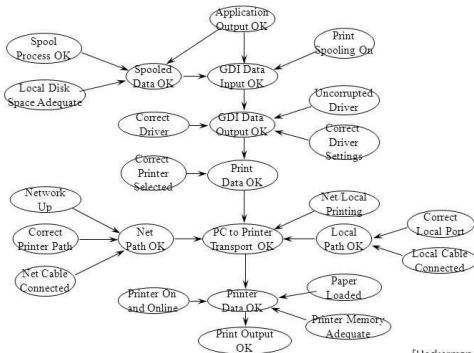 Application
Output OK
Spool
Process OK
Print
Spooling On
Spooled
Data OK
GDI Data
Input OK
Local Disk
Space Adequate
Uncorrupted
Driver
Correct
Driver
GDI Data
Output OK
Correct
Driver
Settings
Correct
Printer
Selected
Print
Data OK
Network
Up
Net/Local
Printing
Correct
Local Port
Correct
Printer Path
Net
Path OK
PC to Printer
Transport OK
Local
Path OK
Net Cable
Connected
Local Cable
Connected
Paper
Loaded
Printer On
and Online
Printer
Data OK
Printer Memory
Adequate
Print Output
OK